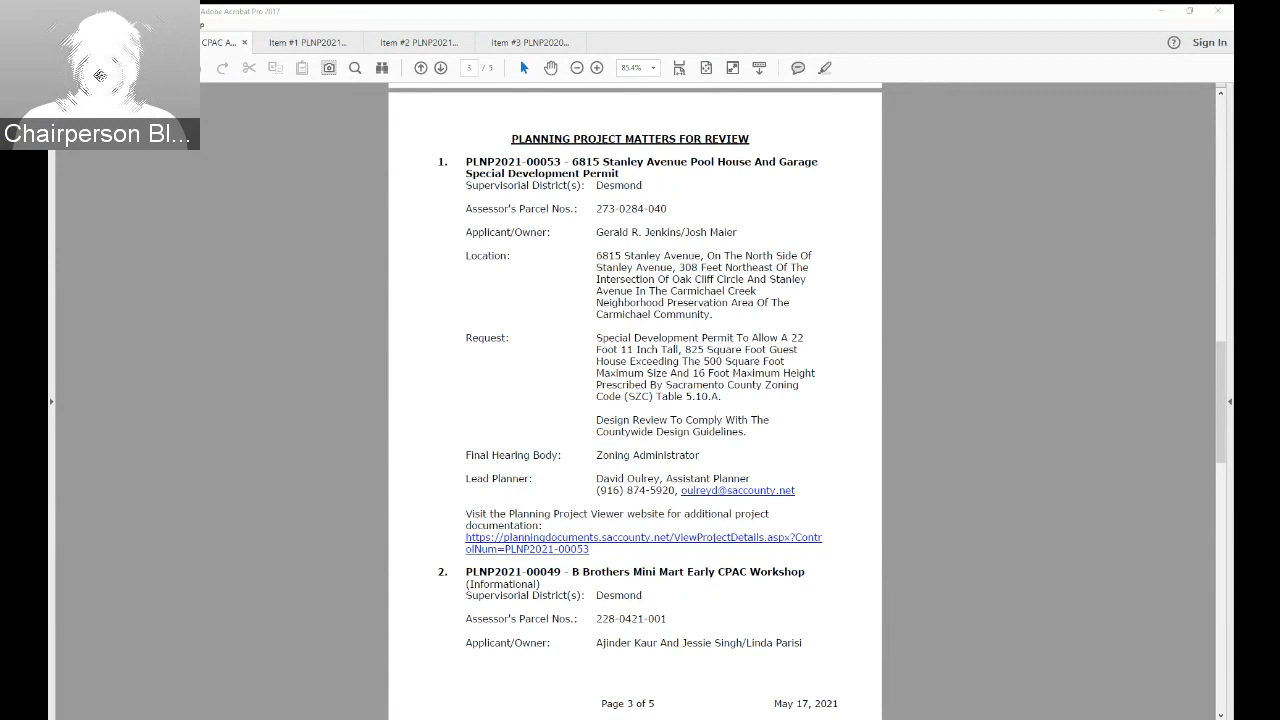 Adobe Acrobat Pro 2017
p
CPAC A... × Item #1 PLNP2021... Item #2 PLNP2021... Item #3 PLNP2020... Sign In
3 / 5 85.4%
Chairperson Bl...
PLANNING PROJECT MATTERS FOR REVIEW
1. PLNP2021-00053 - 6815 Stanley Avenue Pool House And Garage
Special Development Permit
Supervisorial District(s): Desmond
Assessor's Parcel Nos.: 273-0284-040
Applicant/Owner: Gerald R. Jenkins/Josh Maier
Location: 6815 Stanley Avenue, On The North Side Of
Stanley Avenue, 308 Feet Northeast Of The
Intersection Of Oak Cliff Circle And Stanley
Avenue In The Carmichael Creek
Neighborhood Preservation Area Of The
Carmichael Community.
Request: Special Development Permit To Allow A 22
Foot 11 Inch Tall, 825 Square Foot Guest
House Exceeding The 500 Square Foot
Maximum Size And 16 Foot Maximum Height
Prescribed By Sacramento County Zoning
Code (SZC) Table 5.10.A.
Design Review To Comply With The
Countywide Design Guidelines.
Final Hearing Body: Zoning Administrator
Lead Planner: David Oulrey, Assistant Planner
(916) 874-5920, oulreyd@saccounty.net
Visit the Planning Project Viewer website for additional project
documentation:
https://planningdocuments.saccounty.net/ViewProjectDetails.aspx?Contr
olNum=PLNP2021-00053
2. PLNP2021-00049 - B Brothers Mini Mart Early CPAC Workshop
(Informational)
Supervisorial District(s): Desmond
Assessor's Parcel Nos.: 228-0421-001
Applicant/Owner: Ajinder Kaur And Jessie Singh/Linda Parisi
Page 3 of 5 May 17, 2021